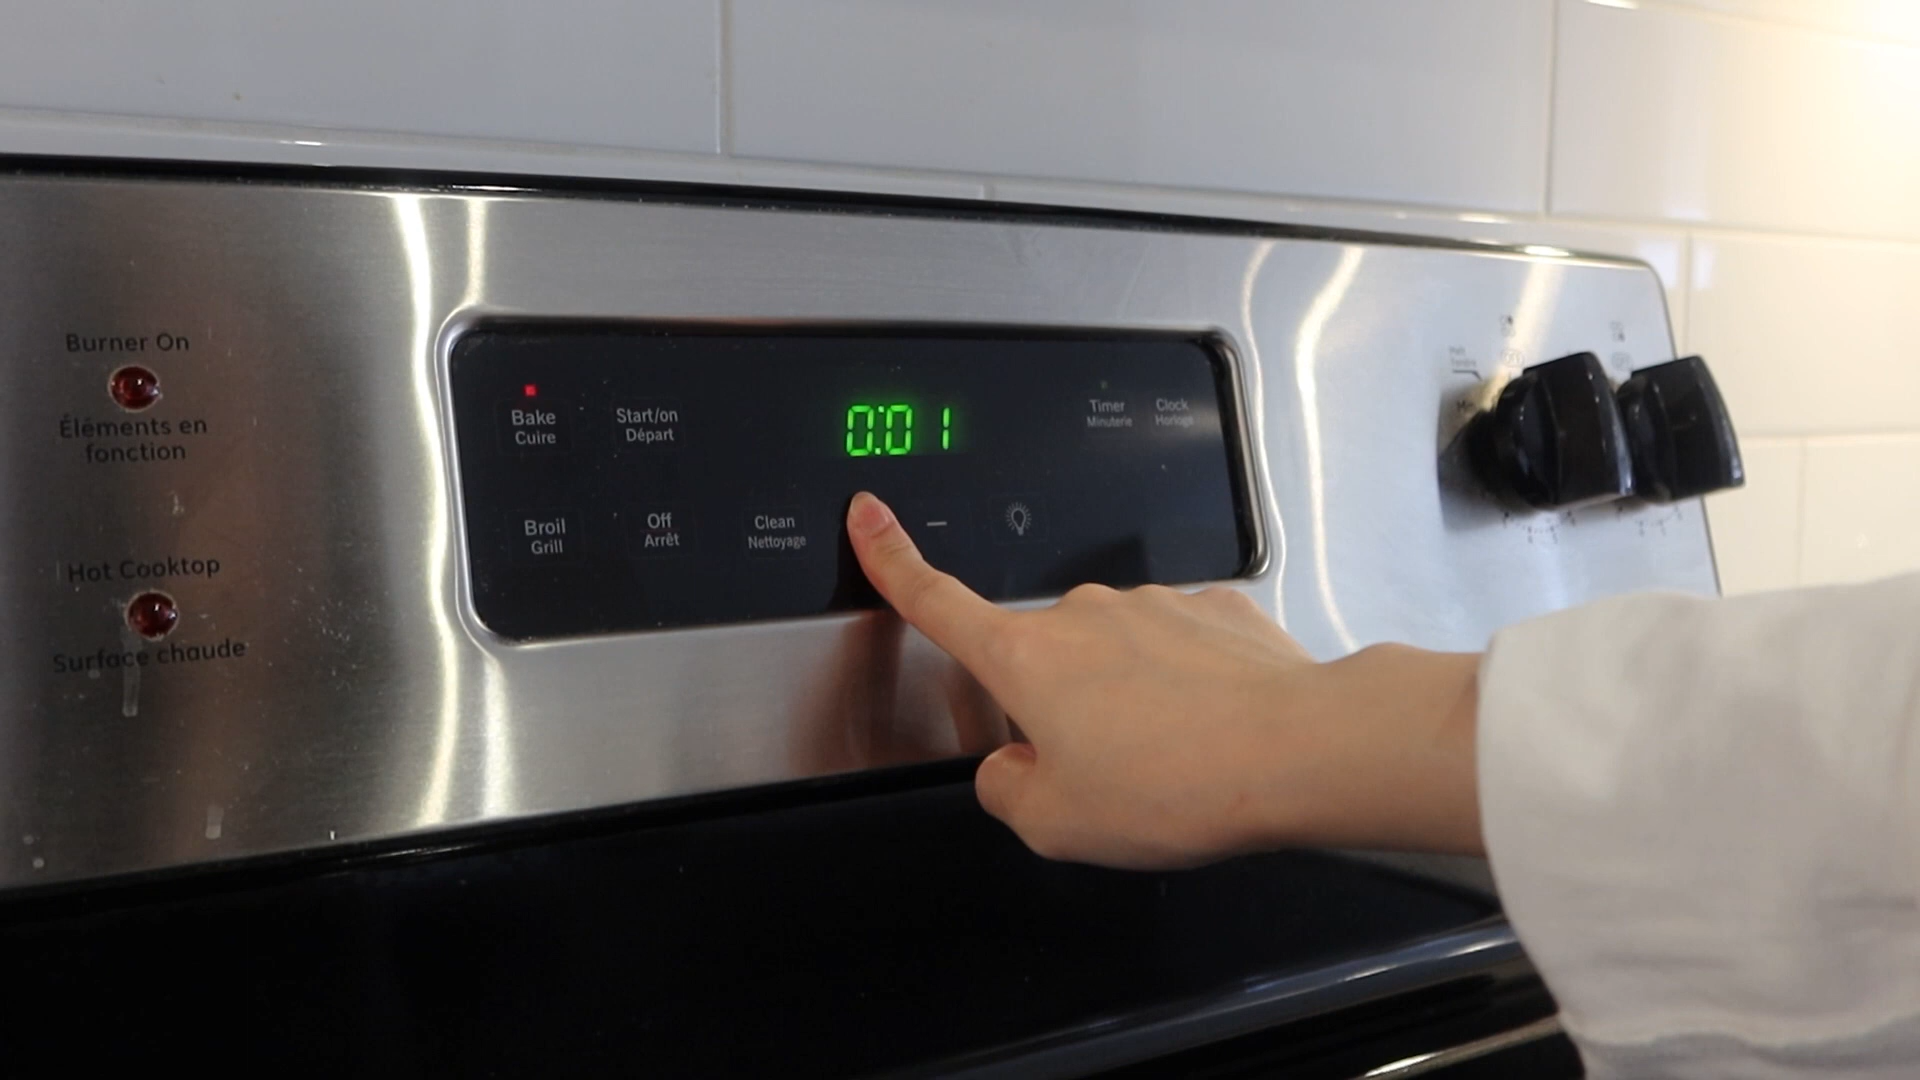 Burner On
Éléments en
fonction
Hot Cooktop
Surface chaude
Bake
Cuire
Start/on
Départ
0:01
Timer
Minuterie
Clock
Horloge
Broil
Grill
Off
Arrêt
Clean
Nettoyage
—